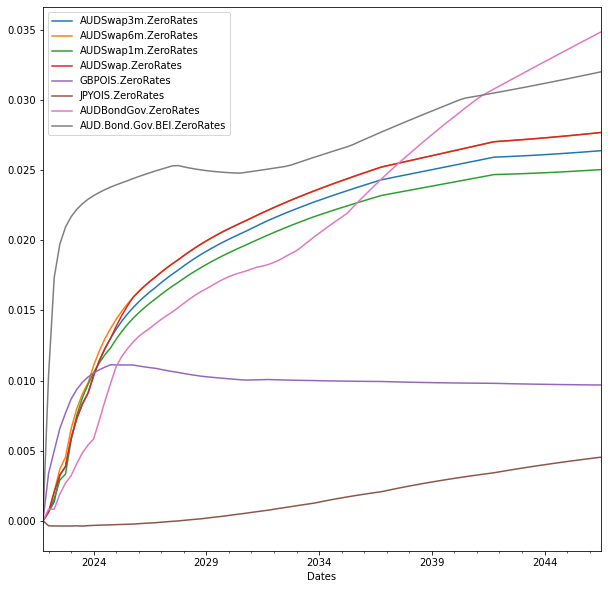 0.035
0.030
0.025
0.020
0.015
0.010
0.005
0.000
AUDSwap3m.ZeroRates
AUDSwap6m.ZeroRates
AUDSwap1m.ZeroRates
AUDSwap.ZeroRates
GBPOIS.ZeroRates
JPYOIS.ZeroRates
AUDBondGov.ZeroRates
AUD.Bond.Gov.BEI.ZeroRates
2024 2029 2034 2039 2044
Dates